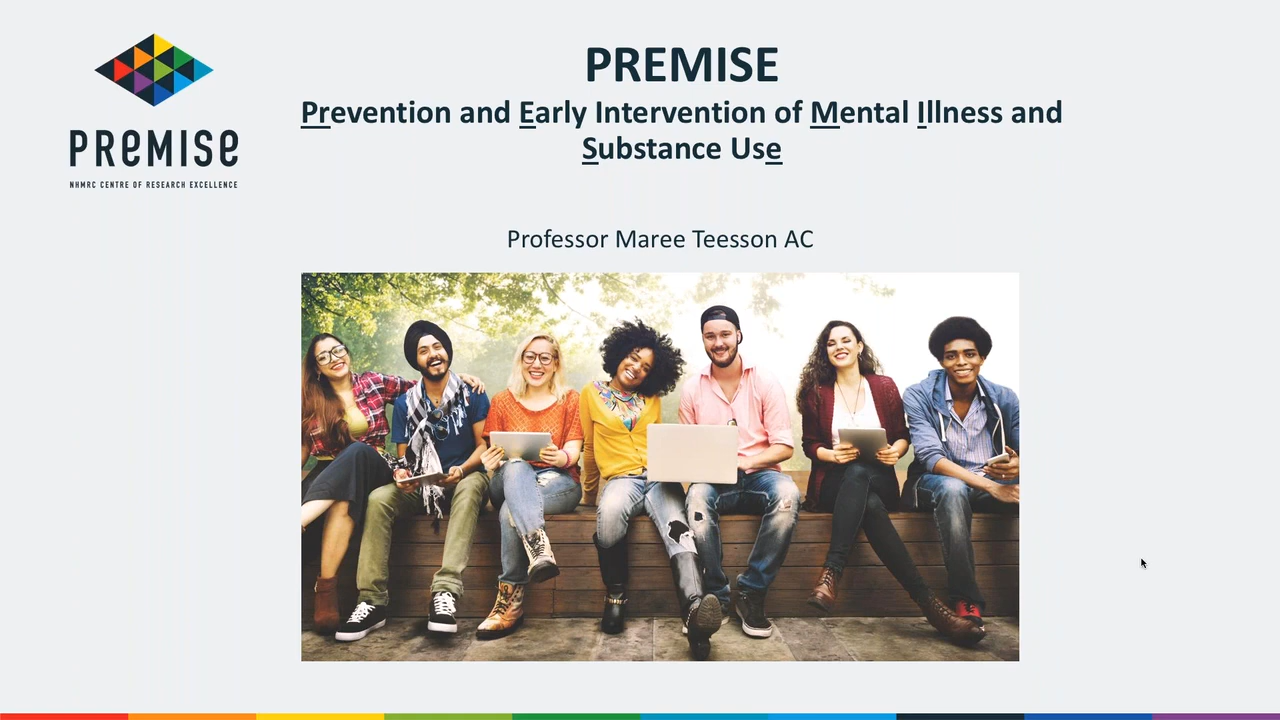 PREMISE
NHMRC CENTRE OF RESEARCH EXCELLENCE
PREMISE
Prevention and Early Intervention of Mental Illness and
Substance Use
Professor Maree Teesson AC